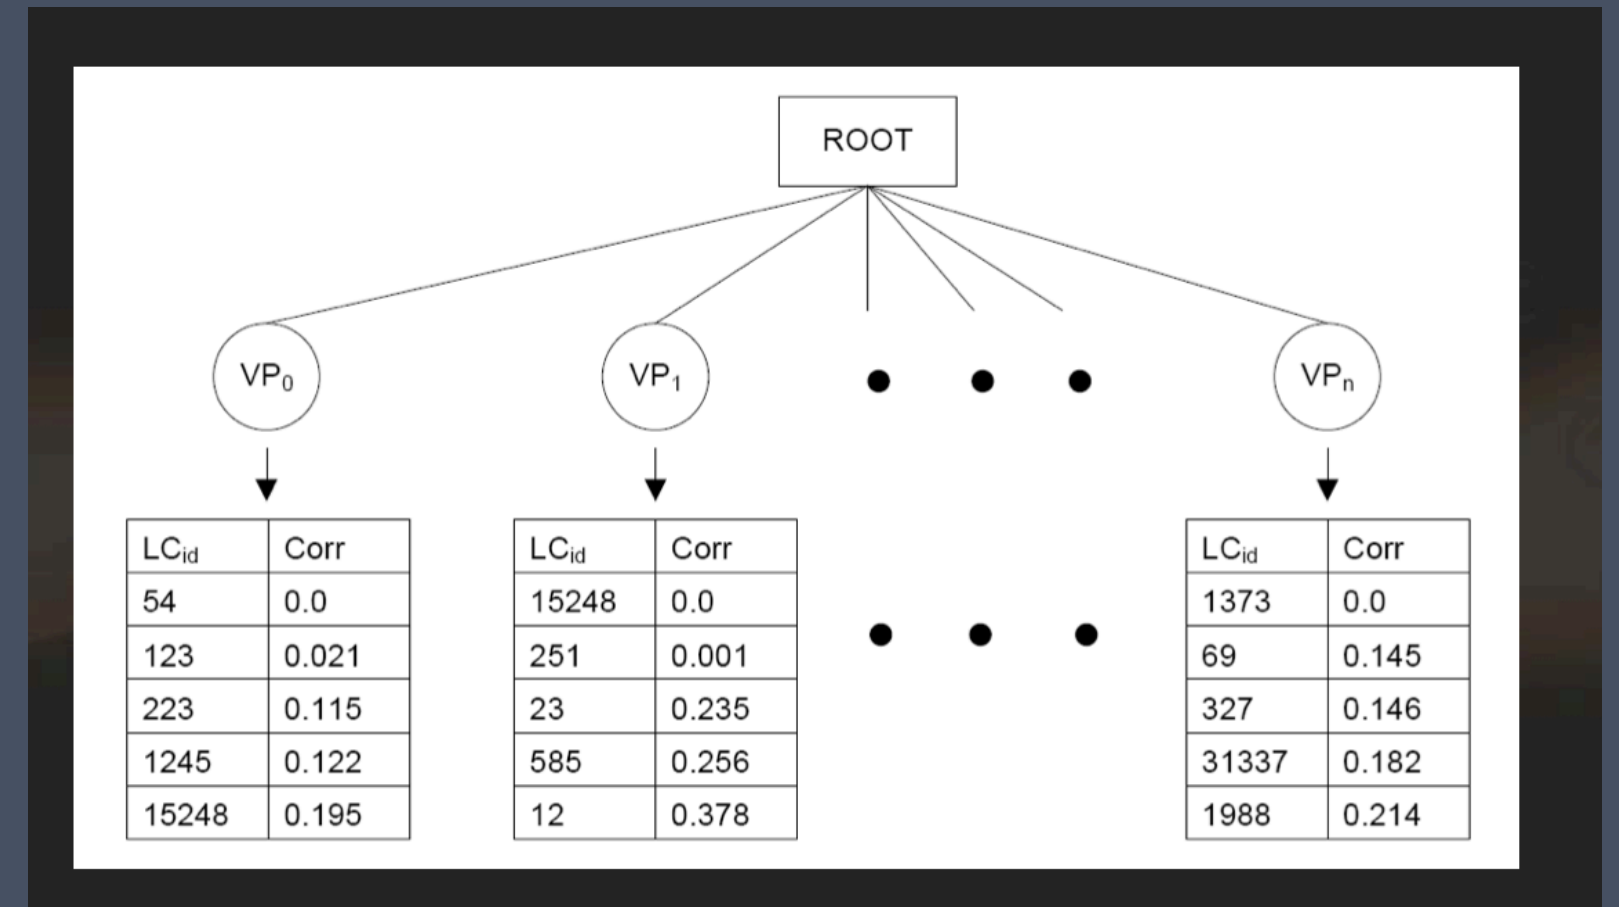 ROOT
VP₀ VP₁ VPₙ
LCid Corr LCid Corr LCid Corr
54 0.0 15248 0.0 1373 0.0
123 0.021 251 0.001 69 0.145
223 0.115 23 0.235 327 0.146
1245 0.122 585 0.256 31337 0.182
15248 0.195 12 0.378 1988 0.214